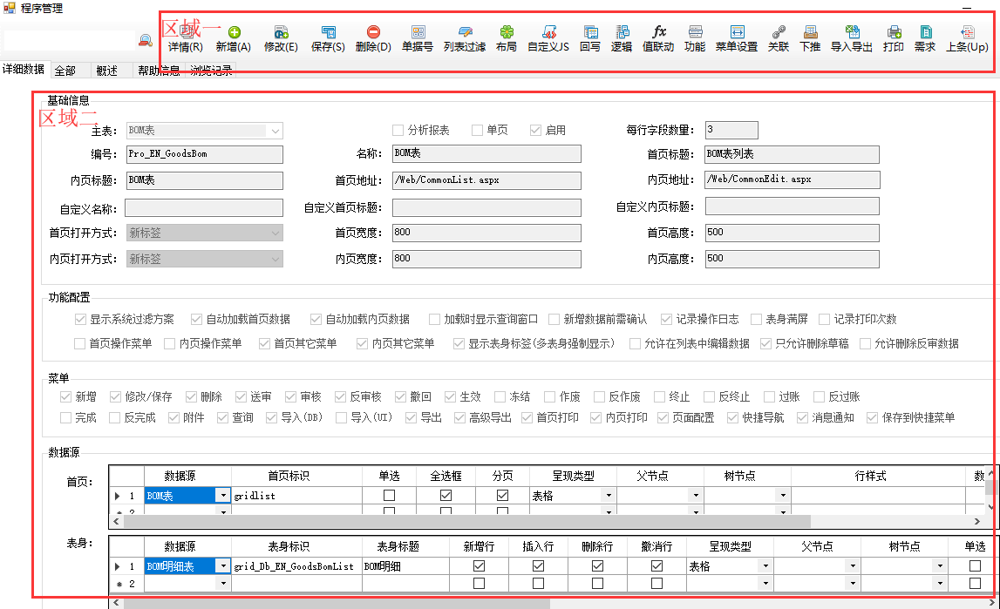 程序管理
区域一
详情(R) 新增(A) 修改(E) 保存(S) 删除(D) 单据号 列表过滤 布局 自定义JS 回写 逻辑 值联动 功能 菜单设置 关联 下推 导入导出 打印 需求 上条(Up)
详细数据 全部 概述 帮助信息 浏览记录
基础信息
区域二
主表: BOM表 分析报表 单页 启用 每行字段数量: 3
编号: Pro_EN_GoodsBom 名称: BOM表 首页标题: BOM表列表
内页标题: BOM表 首页地址: /Web/CommonList.aspx 内页地址: /Web/CommonEdit.aspx
自定义名称: 自定义首页标题: 自定义内页标题:
首页打开方式: 新标签 首页宽度: 800 首页高度: 500
内页打开方式: 新标签 内页宽度: 800 内页高度: 500
功能配置
显示系统过滤方案 自动加载首页数据 自动加载内页数据 加载时显示查询窗口 新增数据前需确认 记录操作日志 表身满屏 记录打印次数
首页操作菜单 内页操作菜单 首页其它菜单 内页其它菜单 显示表身标签(多表身强制显示) 允许在列表中编辑数据 只允许删除草稿 允许删除反审数据
菜单
新增 修改/保存 删除 送审 审核 反审核 撤回 生效 冻结 作废 反作废 终止 反终止 过账 反过账
完成 反完成 附件 查询 导入(DB) 导入(UI) 导出 高级导出 首页打印 内页打印 页面配置 快捷导航 消息通知 保存到快捷菜单
数据源
首页: 数据源 首页标识 单选 全选框 分页 呈现类型 父节点 树节点 行样式 数
1 BOM表 gridlist 表格
2
表身: 数据源 表身标识 表身标题 新增行 插入行 删除行 撤消行 呈现类型 父节点 树节点 单选
1 BOM明细表 grid_Db_EN_GoodsBomList BOM明细 表格
2